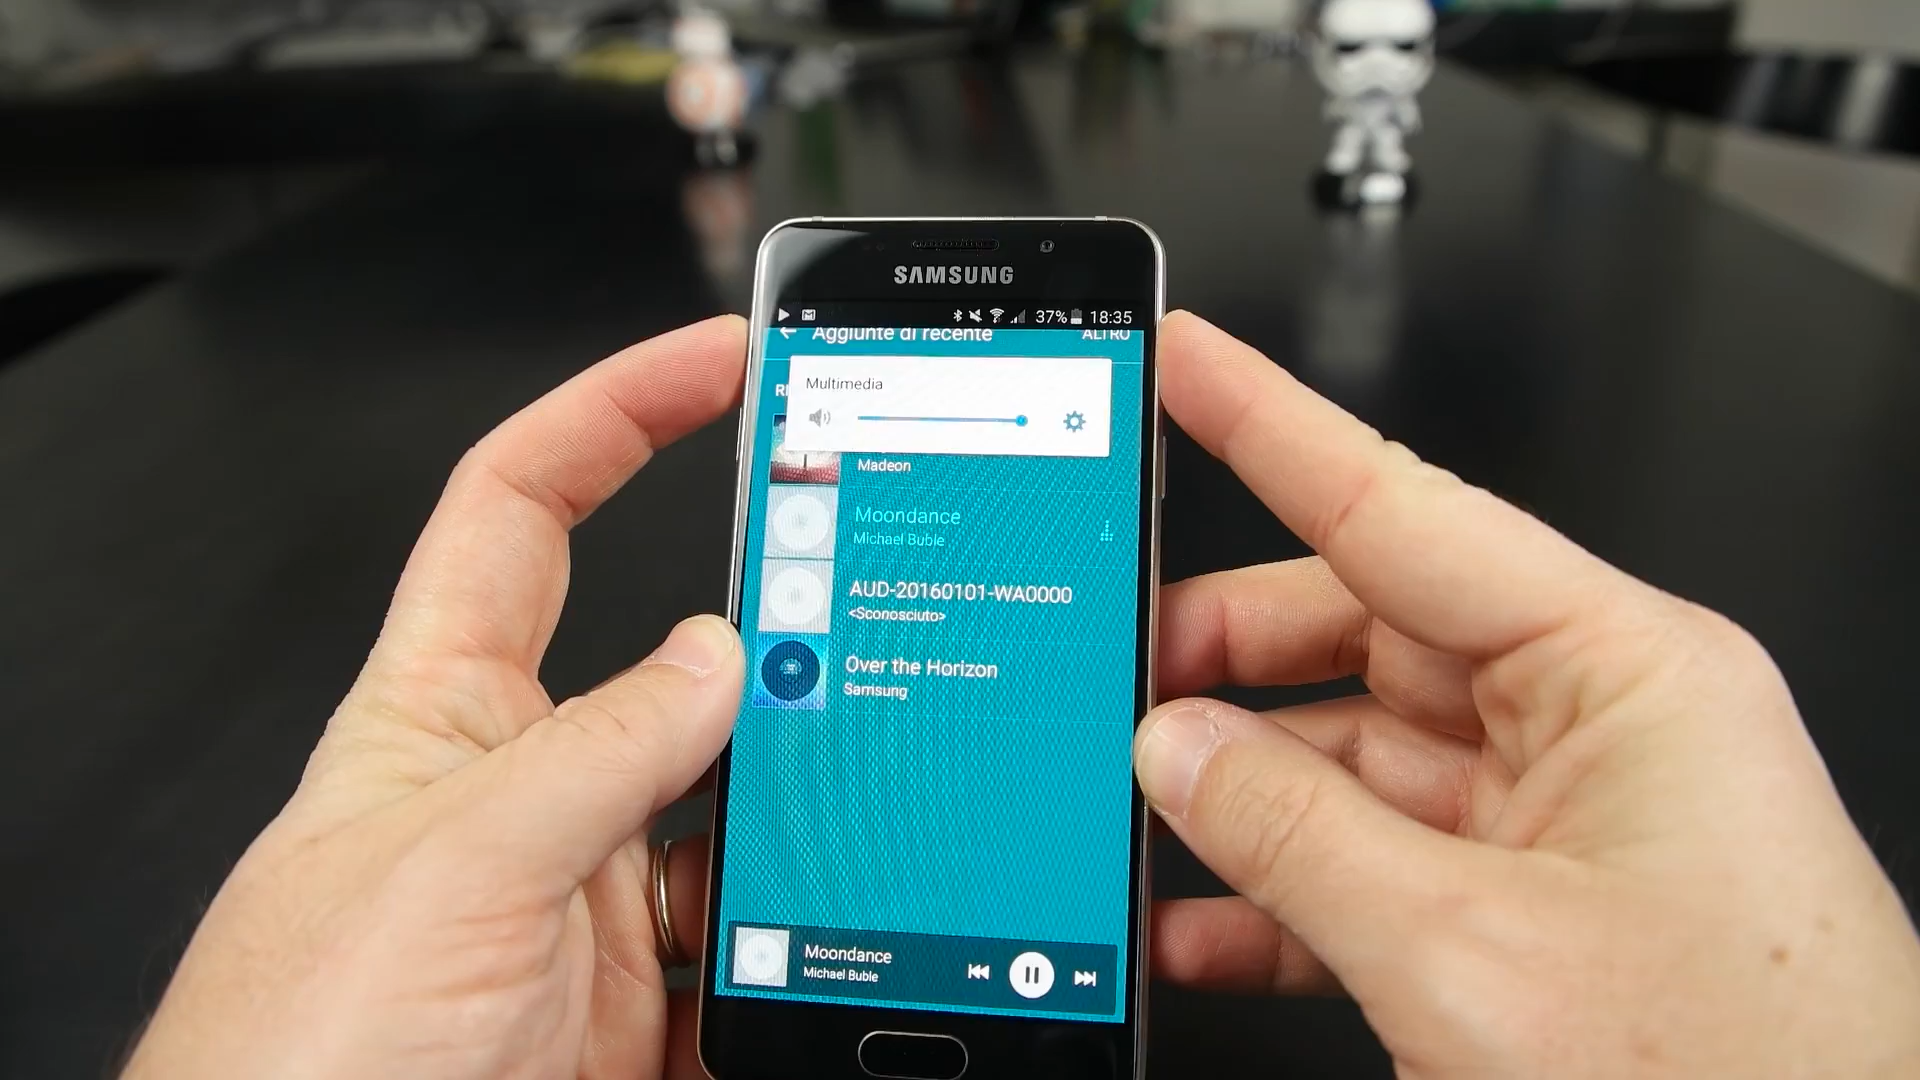 SAMSUNG
37% 18:35
Aggiunte di recente ALTRO
Multimedia
Madeon
Moondance
Michael Buble
AUD-20160101-WA0000
<Sconosciuto>
Over the Horizon
Samsung
Moondance
Michael Buble